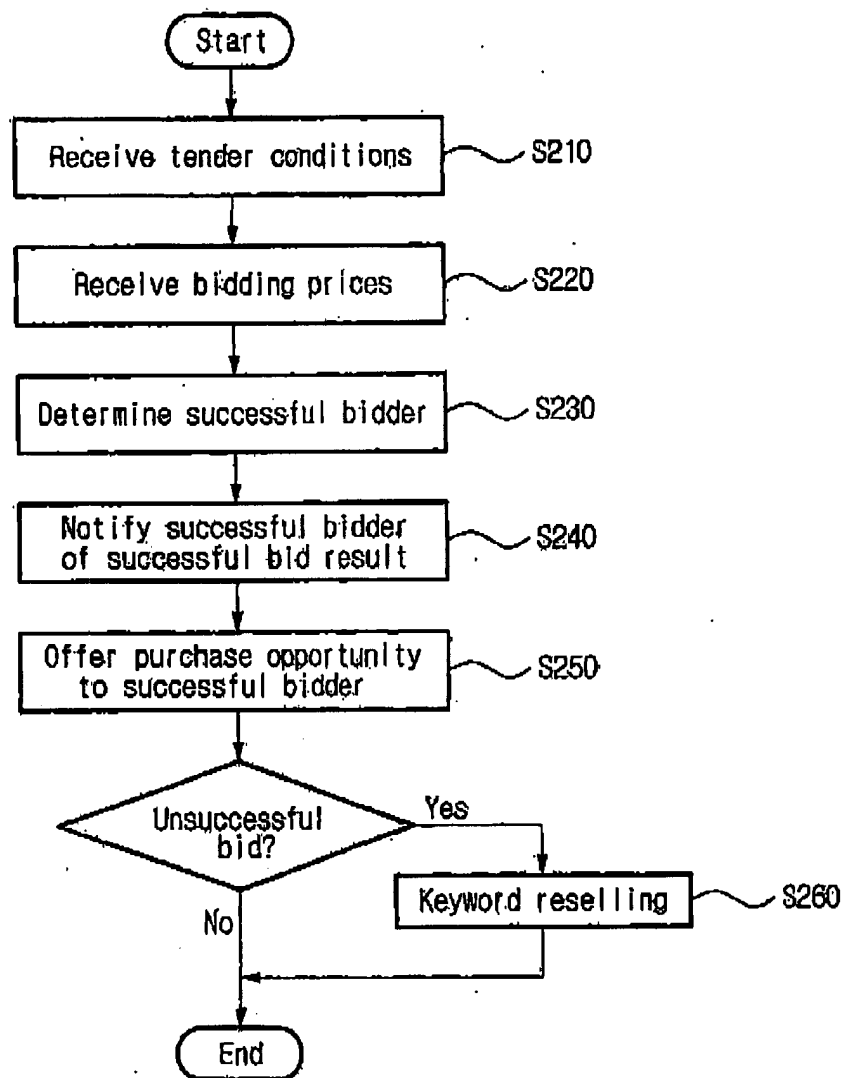 Start
Receive tender conditions
S210
Receive bidding prices
S220
Determine successful bidder
S230
Notify successful bidder
of successful bid result
S240
Offer purchase opportunity
to successful bidder
S250
Unsuccessful
bid?
Yes
Keyword reselling
S260
No
End